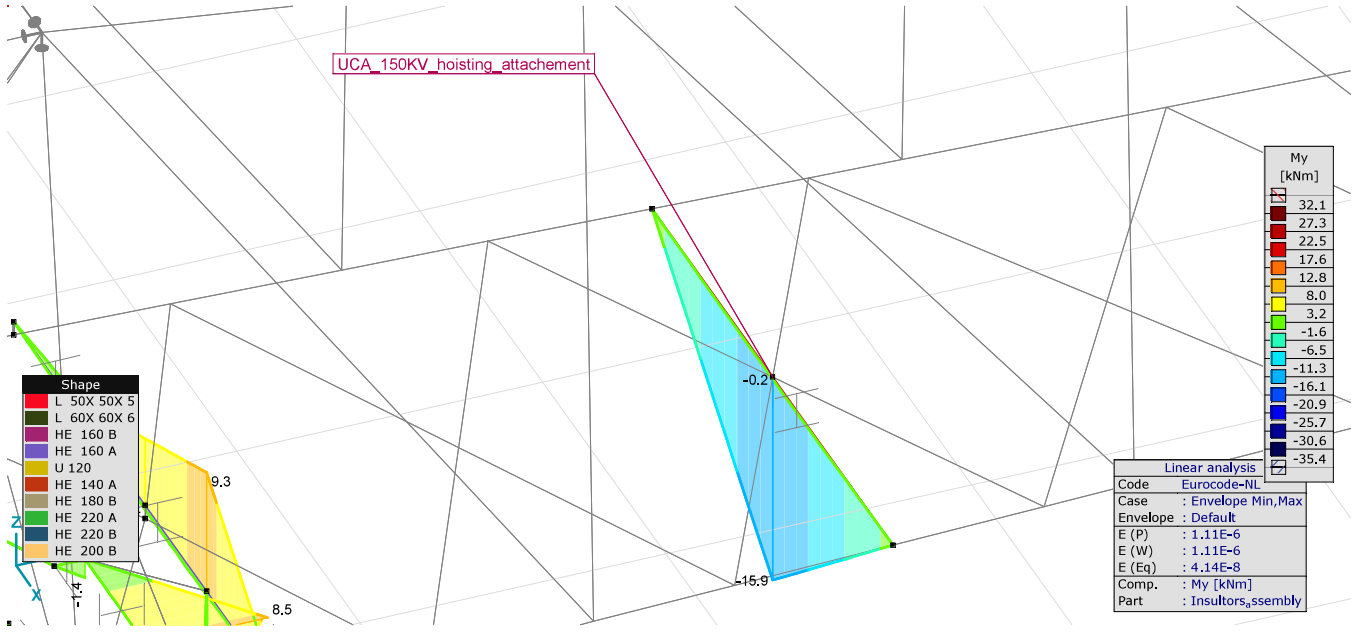 UCA_150KV_hoisting_attachement
My
[kNm]
32.1
27.3
22.5
17.6
12.8
8.0
3.2
-1.6
-6.5
-11.3
-16.1
-20.9
-25.7
-30.6
-35.4
-0.2
-15.9
Shape
L 50X 50X 5
L 60X 60X 6
HE 160 B
HE 160 A
U 120
HE 140 A
HE 180 B
HE 220 A
HE 220 B
HE 200 B
9.3
8.5
-1.4
Z
X
Linear analysis
Code Eurocode-NL
Case : Envelope Min,Max
Envelope : Default
E (P) : 1.11E-6
E (W) : 1.11E-6
E (Eq) : 4.14E-8
Comp. : My [kNm]
Part : Insultors_assembly